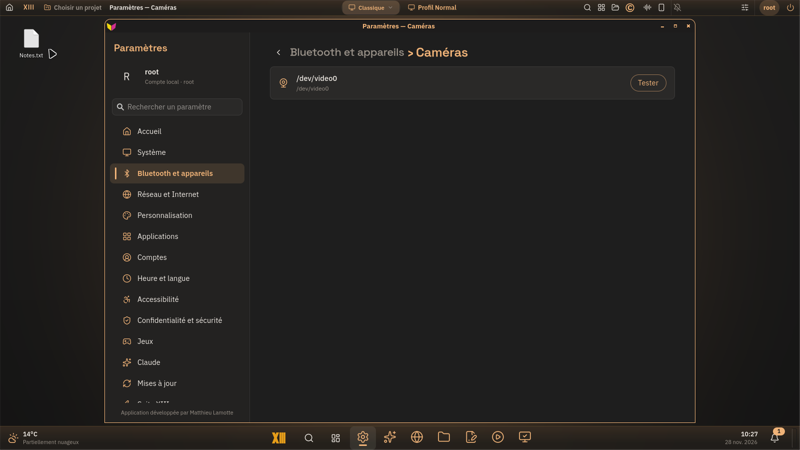 XIII Choisir un projet Paramètres — Caméras Classique Profil Normal root
Notes.txt
Paramètres — Caméras
Paramètres
R root
Compte local · root
Rechercher un paramètre
Accueil
Système
Bluetooth et appareils
Réseau et Internet
Personnalisation
Applications
Comptes
Heure et langue
Accessibilité
Confidentialité et sécurité
Jeux
Claude
Mises à jour
Application développée par Matthieu Lamotte
Bluetooth et appareils > Caméras
/dev/video0
/dev/video0
Tester
14°C
Partiellement nuageux
XIII
10:27
28 nov. 2026
1